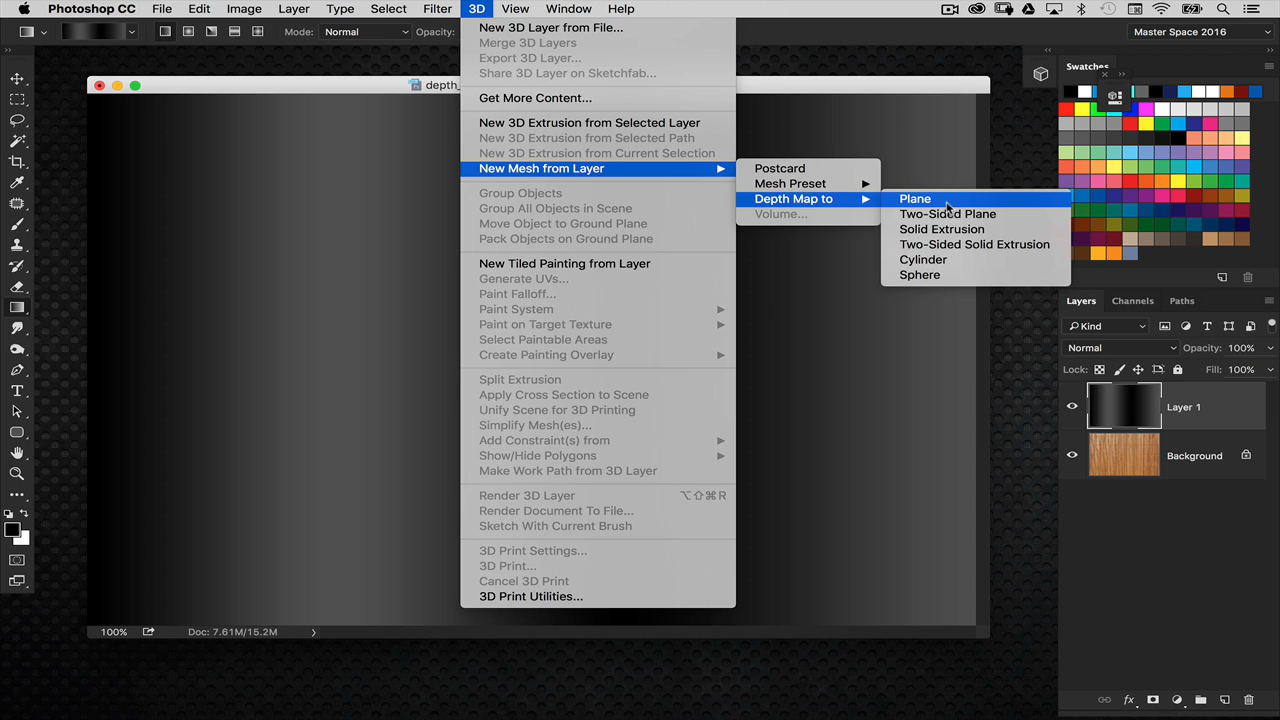 Photoshop CC File Edit Image Layer Type Select Filter 3D View Window Help
Mode: Normal Opacity:
Master Space 2016
depth_
New 3D Layer from File...
Merge 3D Layers
Export 3D Layer...
Share 3D Layer on Sketchfab...
Get More Content...
New 3D Extrusion from Selected Layer
New 3D Extrusion from Selected Path
New 3D Extrusion from Current Selection
New Mesh from Layer
Group Objects
Group All Objects in Scene
Move Object to Ground Plane
Pack Objects on Ground Plane
New Tiled Painting from Layer
Generate UVs...
Paint Falloff...
Paint System
Paint on Target Texture
Select Paintable Areas
Create Painting Overlay
Split Extrusion
Apply Cross Section to Scene
Unify Scene for 3D Printing
Simplify Mesh(es)...
Add Constraint(s) from
Show/Hide Polygons
Make Work Path from 3D Layer
Render 3D Layer ⌥⇧⌘R
Render Document To File...
Sketch With Current Brush
3D Print Settings...
3D Print...
Cancel 3D Print
3D Print Utilities...
Postcard
Mesh Preset
Depth Map to
Volume...
Plane
Two-Sided Plane
Solid Extrusion
Two-Sided Solid Extrusion
Cylinder
Sphere
Swatches
Layers Channels Paths
Kind
Normal Opacity: 100%
Lock: Fill: 100%
Layer 1
Background
100% Doc: 7.61M/15.2M